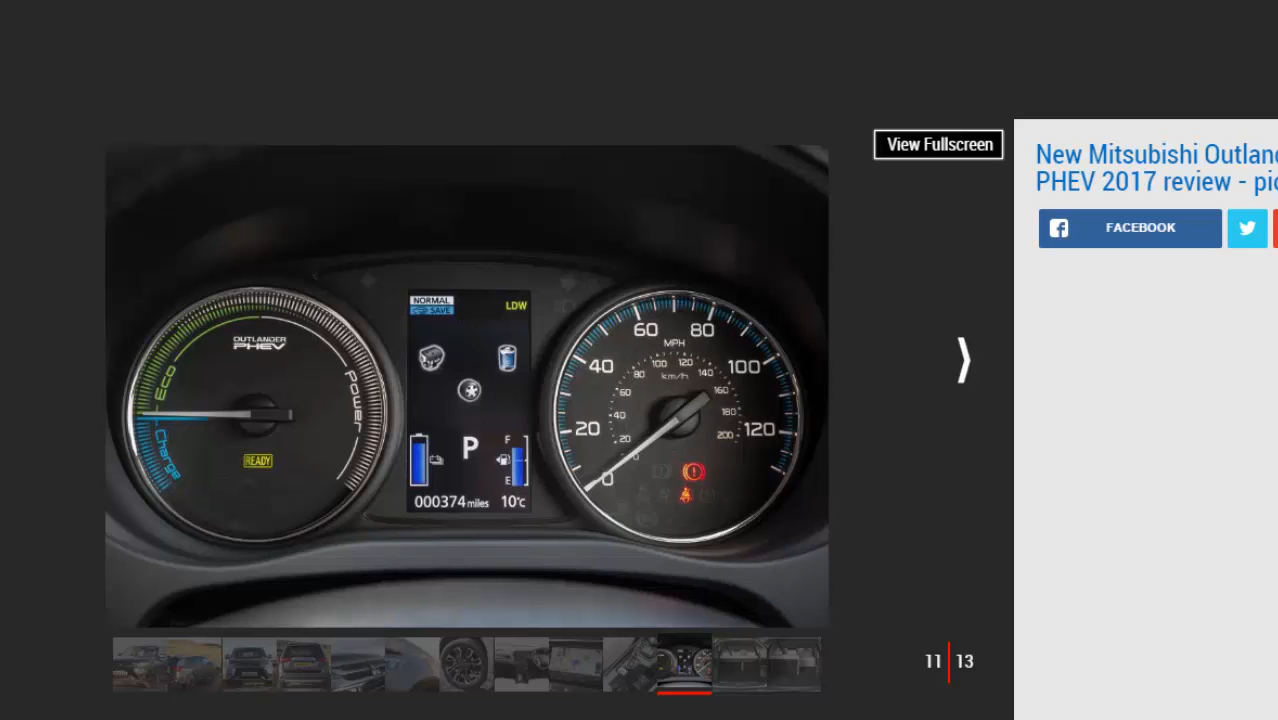 View Fullscreen
New Mitsubishi Outland
PHEV 2017 review - pic
FACEBOOK
NORMAL
SAVE
LDW
OUTLANDER
PHEV
Eco
Power
Charge
READY
P
F
E
000374 miles 10°C
MPH
km/h
0
20
40
60
80
100
120
0
20
40
60
80
100
120
140
160
180
200
11
13